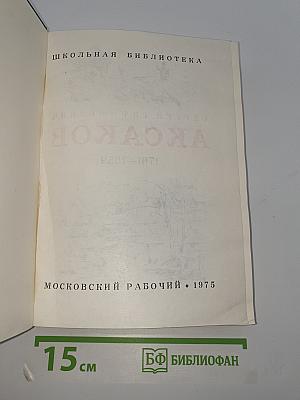 ШКОЛЬНАЯ БИБЛИОТЕКА
АКСАКОВ
МОСКОВСКИЙ РАБОЧИЙ • 1975
15 см
БФ БИБЛИОФАН